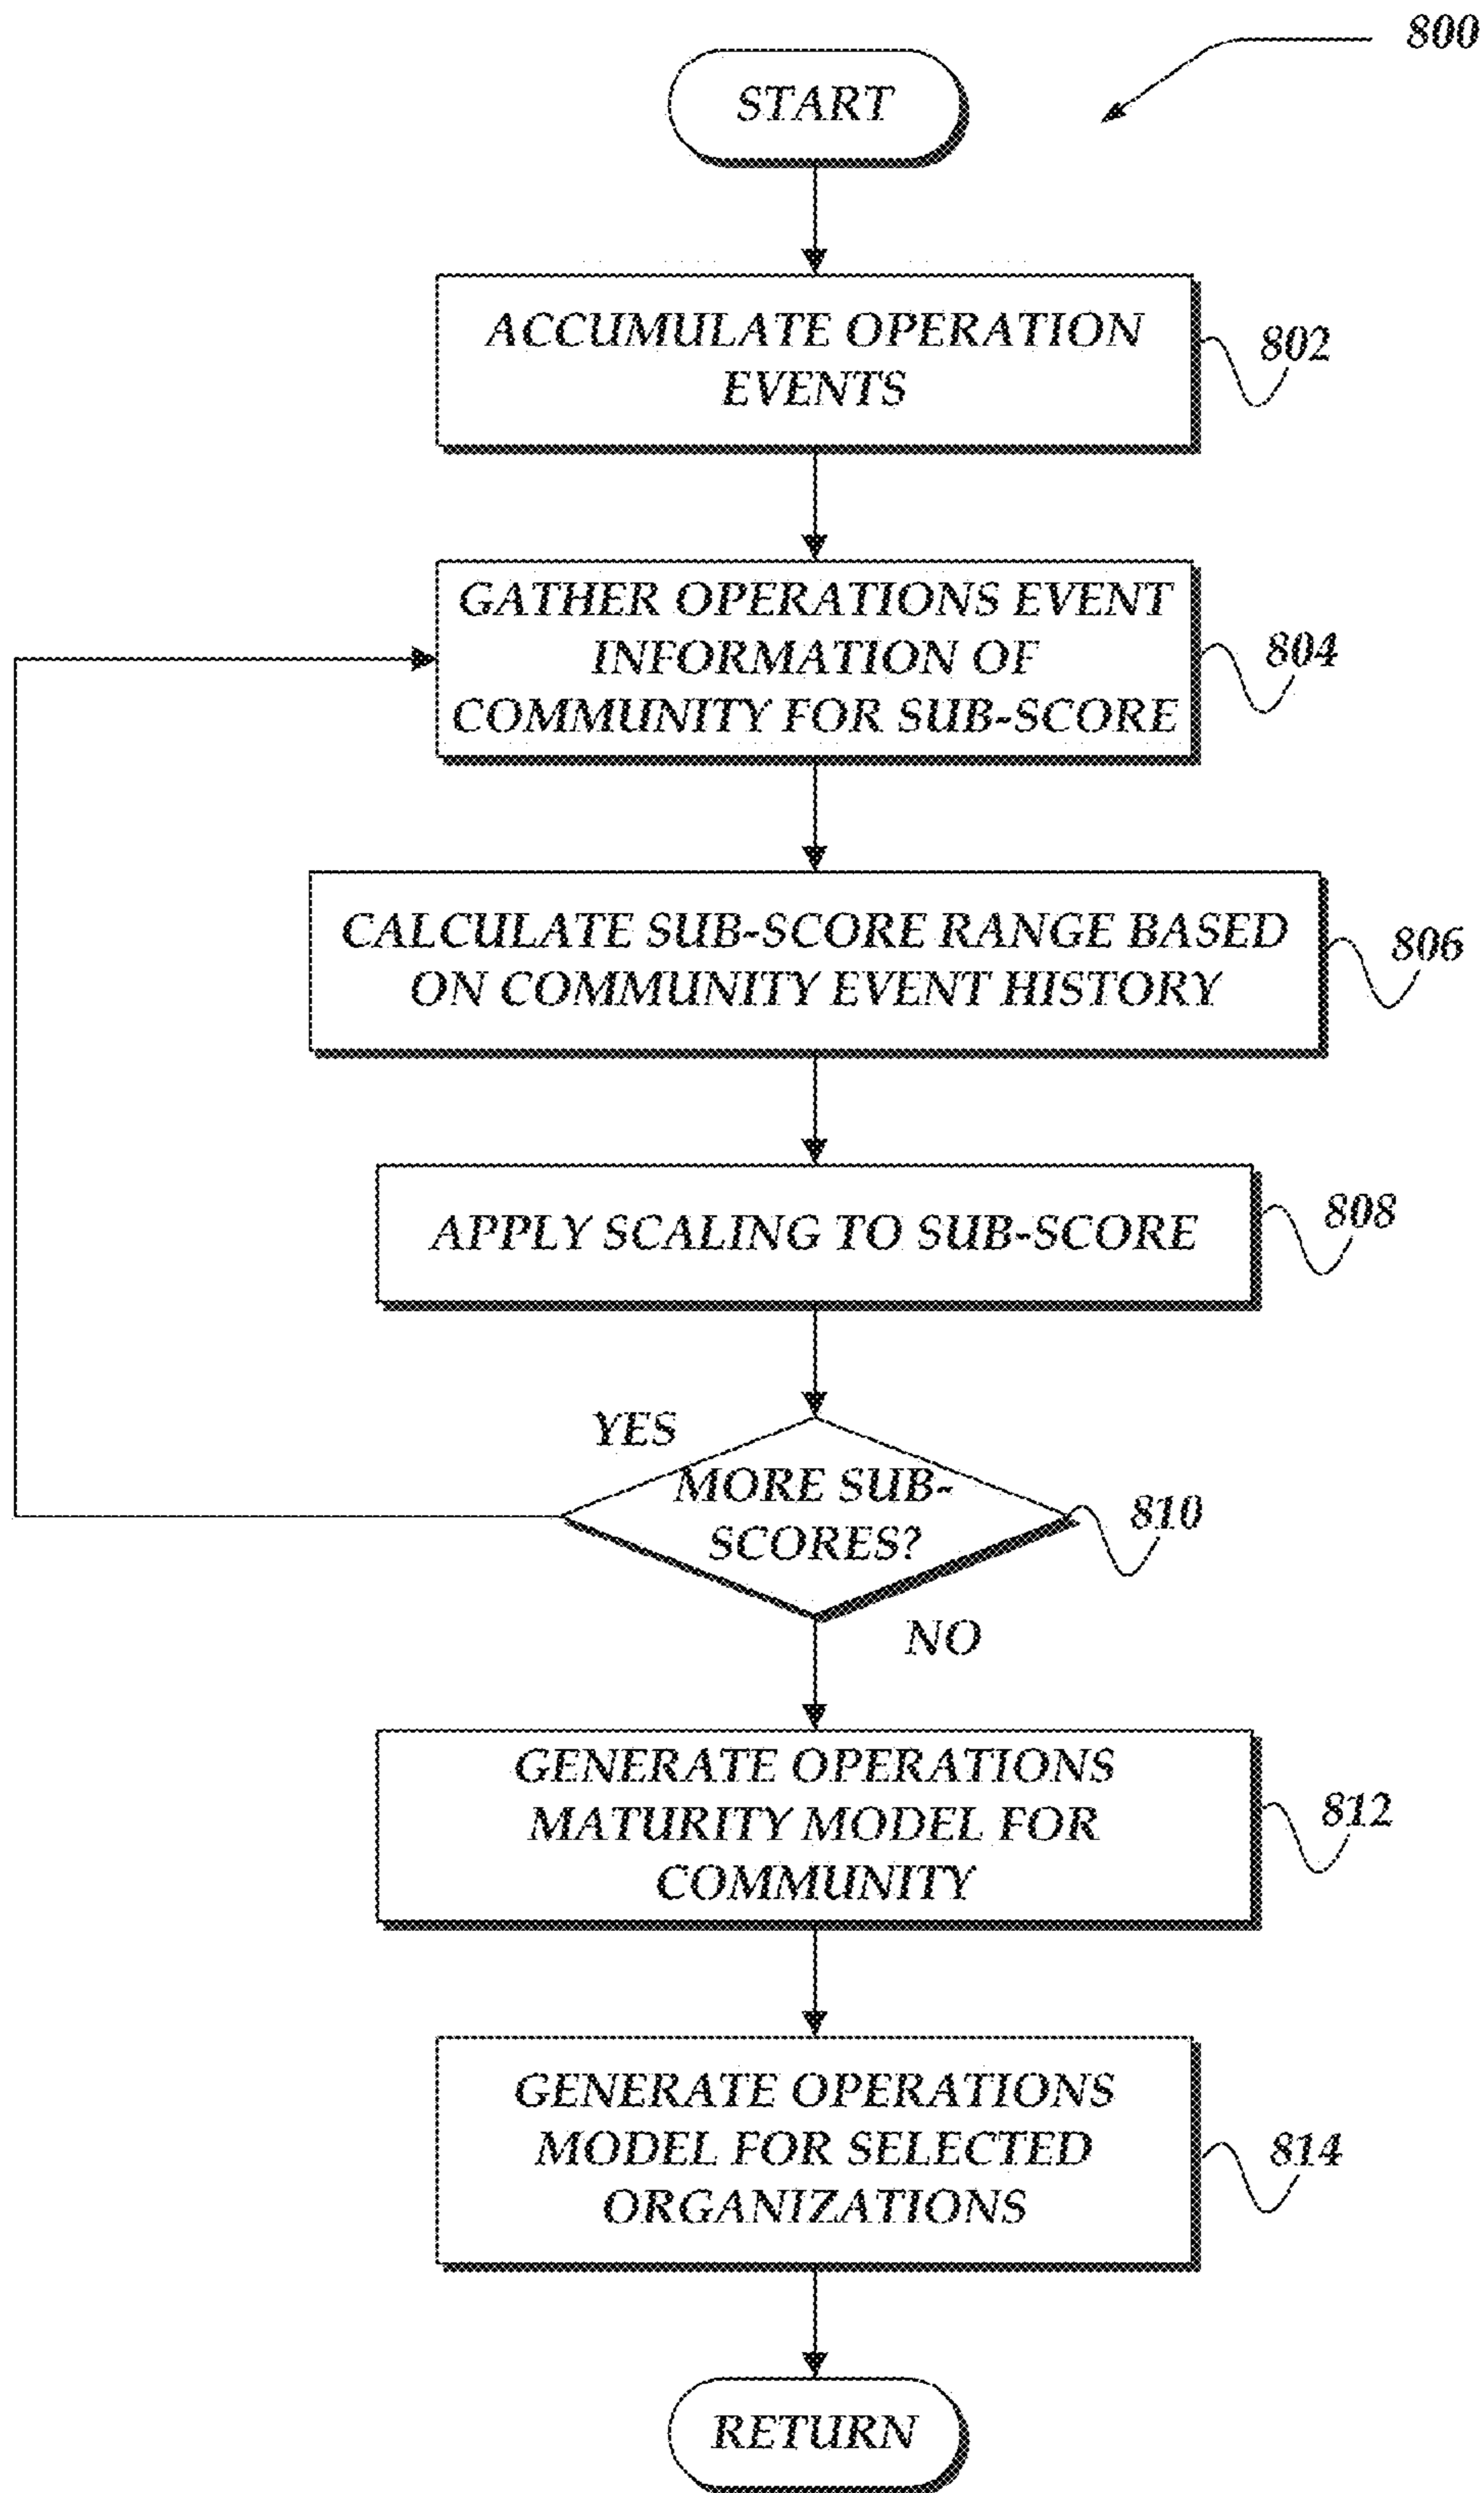 800
START
ACCUMULATE OPERATION
EVENTS
802
GATHER OPERATIONS EVENT
INFORMATION OF
COMMUNITY FOR SUB-SCORE
804
CALCULATE SUB-SCORE RANGE BASED
ON COMMUNITY EVENT HISTORY
806
APPLY SCALING TO SUB-SCORE
808
YES
MORE SUB-
SCORES?
810
NO
GENERATE OPERATIONS
MATURITY MODEL FOR
COMMUNITY
812
GENERATE OPERATIONS
MODEL FOR SELECTED
ORGANIZATIONS
814
RETURN